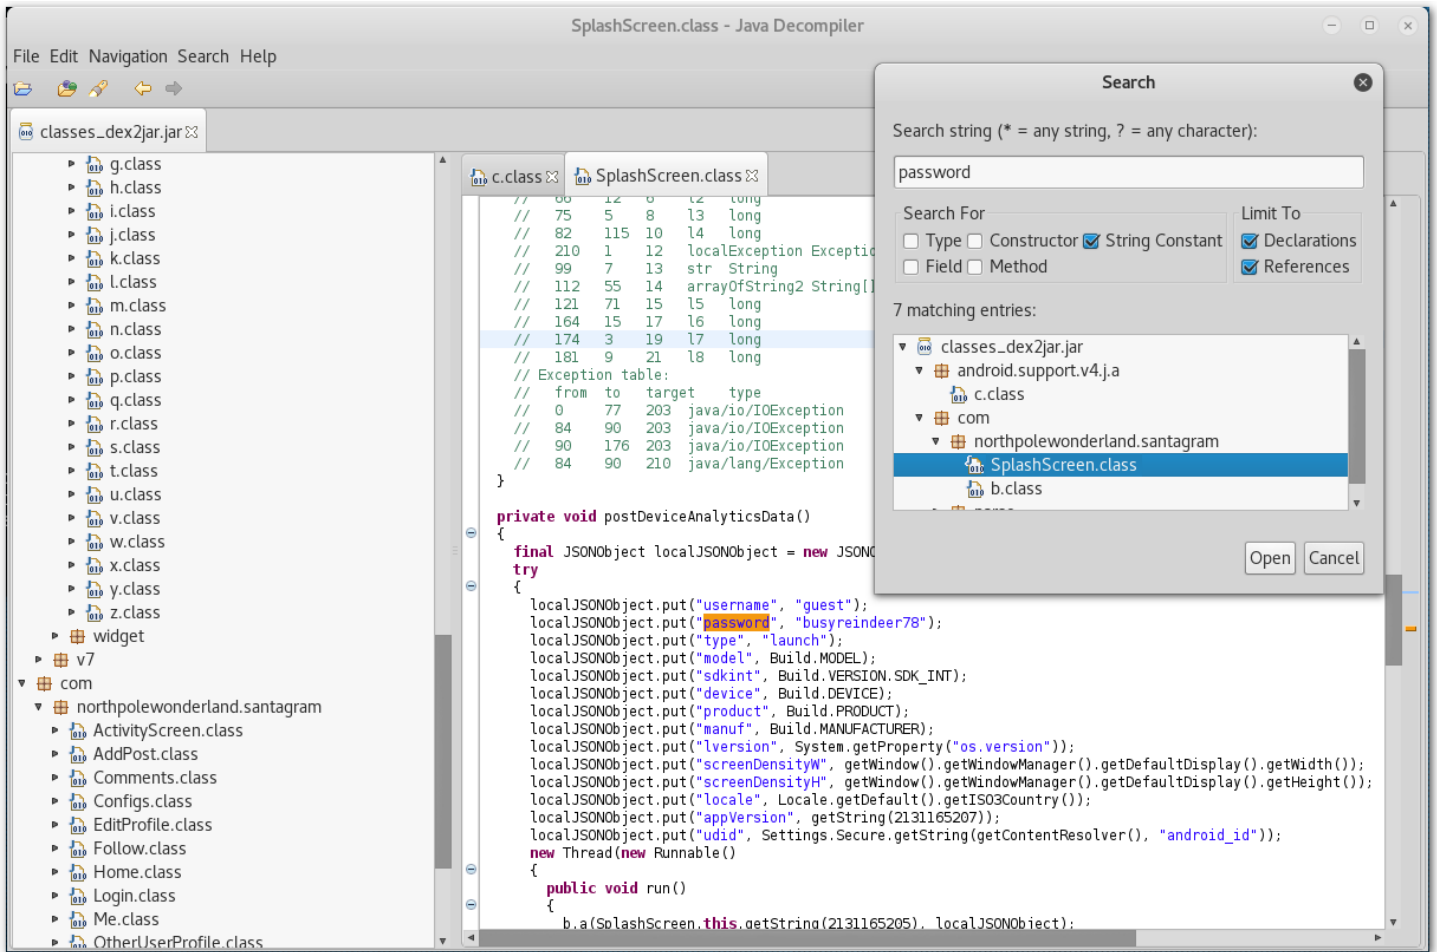 SplashScreen.class - Java Decompiler
File Edit Navigation Search Help
classes_dex2jar.jar
g.class
h.class
i.class
j.class
k.class
l.class
m.class
n.class
o.class
p.class
q.class
r.class
s.class
t.class
u.class
v.class
w.class
x.class
y.class
z.class
widget
v7
com
northpolewonderland.santagram
ActivityScreen.class
AddPost.class
Comments.class
Configs.class
EditProfile.class
Follow.class
Home.class
Login.class
Me.class
OtherUserProfile.class
c.class SplashScreen.class
// 66 12 6 l2 long
// 75 5 8 l3 long
// 82 115 10 l4 long
// 210 1 12 localException Exceptio
// 99 7 13 str String
// 112 55 14 arrayOfString2 String[]
// 121 71 15 l5 long
// 164 15 17 l6 long
// 174 3 19 l7 long
// 181 9 21 l8 long
// Exception table:
// from to target type
// 0 77 203 java/io/IOException
// 84 90 203 java/io/IOException
// 90 176 203 java/io/IOException
// 84 90 210 java/lang/Exception
}
private void postDeviceAnalyticsData()
{
final JSONObject localJSONObject = new JSONO
try
{
localJSONObject.put("username", "guest");
localJSONObject.put("password", "busyreindeer78");
localJSONObject.put("type", "launch");
localJSONObject.put("model", Build.MODEL);
localJSONObject.put("sdkint", Build.VERSION.SDK_INT);
localJSONObject.put("device", Build.DEVICE);
localJSONObject.put("product", Build.PRODUCT);
localJSONObject.put("manuf", Build.MANUFACTURER);
localJSONObject.put("lversion", System.getProperty("os.version"));
localJSONObject.put("screenDensityW", getWindow().getWindowManager().getDefaultDisplay().getWidth());
localJSONObject.put("screenDensityH", getWindow().getWindowManager().getDefaultDisplay().getHeight());
localJSONObject.put("locale", Locale.getDefault().getISO3Country());
localJSONObject.put("appVersion", getString(2131165207));
localJSONObject.put("udid", Settings.Secure.getString(getContentResolver(), "android_id"));
new Thread(new Runnable()
{
public void run()
{
b.a(SplashScreen.this.getString(2131165205), localJSONObject);
Search
Search string (* = any string, ? = any character):
password
Search For
Type Constructor String Constant
Field Method
Limit To
Declarations
References
7 matching entries:
classes_dex2jar.jar
android.support.v4.j.a
c.class
com
northpolewonderland.santagram
SplashScreen.class
b.class
Open Cancel